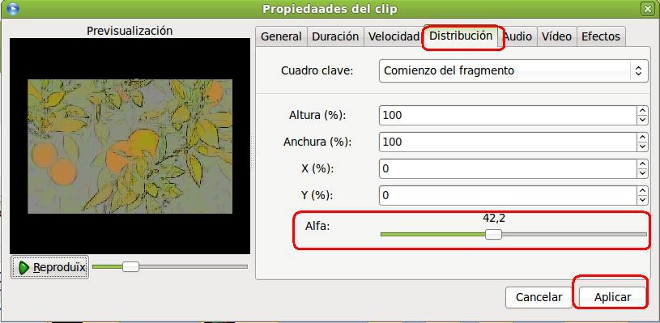 Propiedaades del clip
Previsualización
General Duración Velocidad Distribución Audio Vídeo Efectos
Cuadro clave: Comienzo del fragmento
Altura (%): 100
Anchura (%): 100
X (%): 0
Y (%): 0
42,2
Alfa:
Reproduïx
Cancelar Aplicar